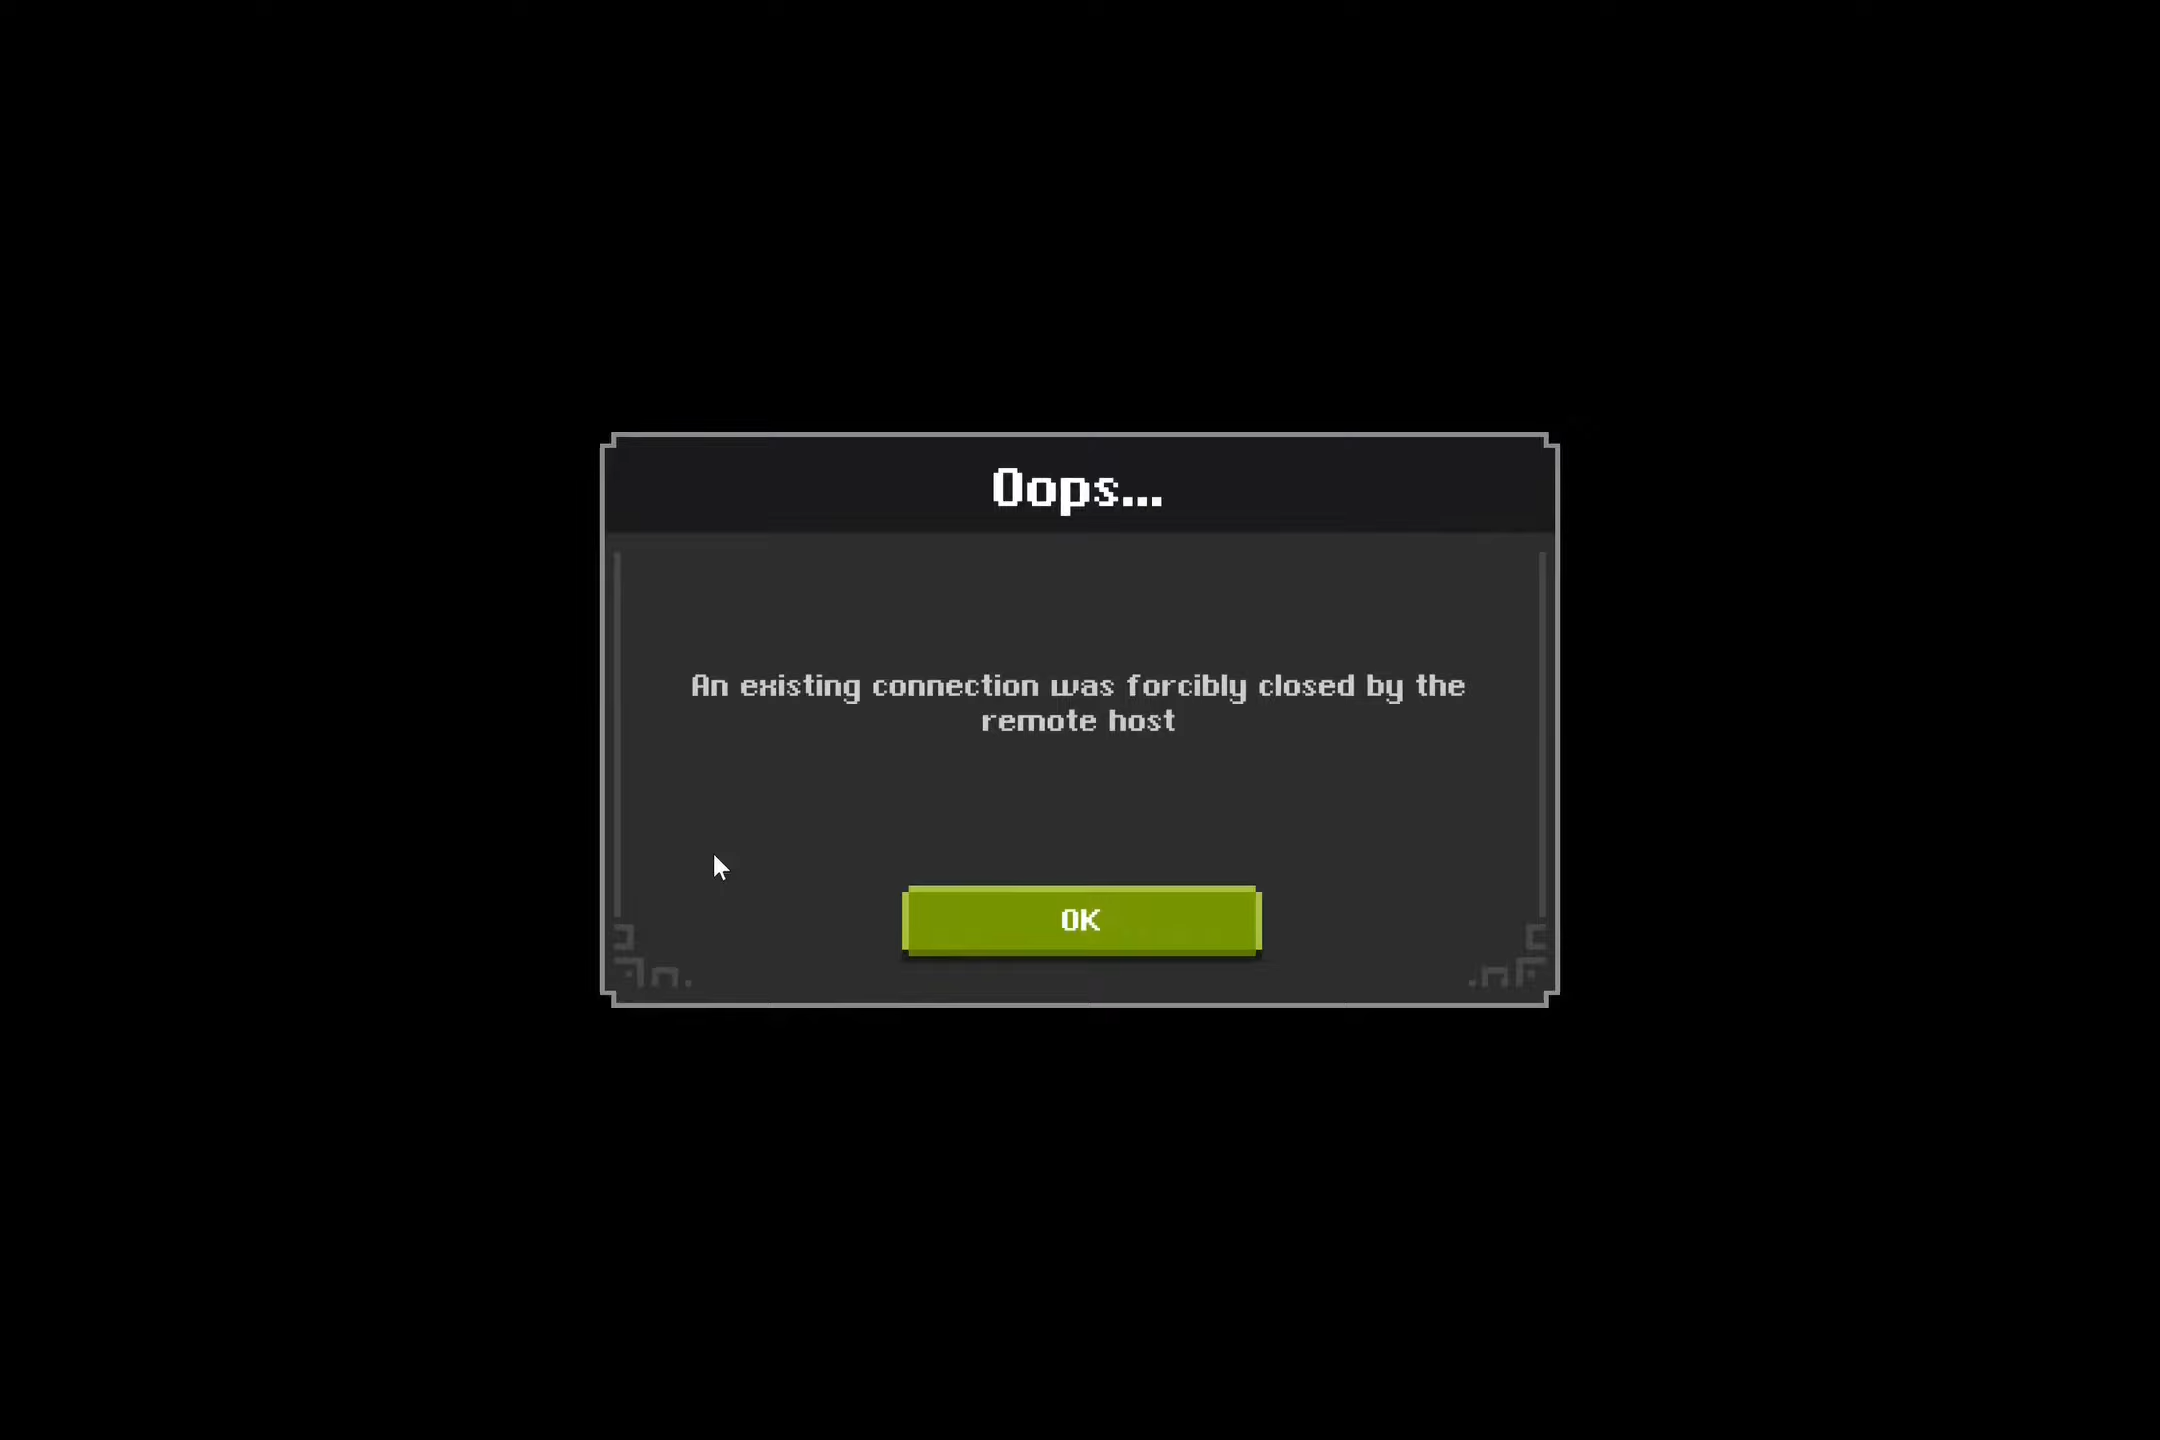 Oops...
An existing connection was forcibly closed by the
remote host
OK